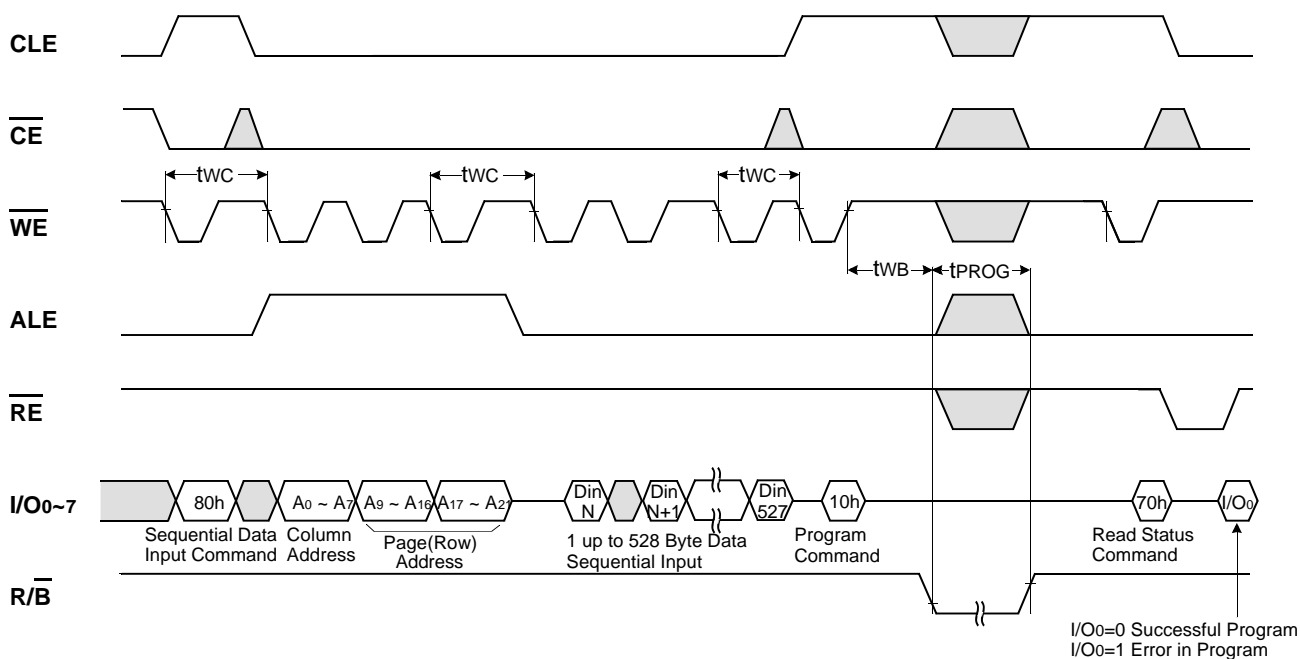 CLE
CE
tWC tWC tWC
WE
tWB tPROG
ALE
RE
I/O0~7 80h A0 ~ A7 A9 ~ A16 A17 ~ A21 Din N Din N+1 Din 527 10h 70h I/O0
Sequential Data Input Command
Column Address
Page(Row) Address
1 up to 528 Byte Data
Sequential Input
Program Command
Read Status Command
R/B
I/O0=0 Successful Program
I/O0=1 Error in Program